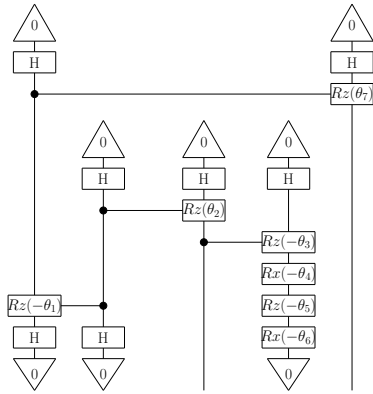 0 0
H H
Rz(θ₇)
0 0 0
H H H
Rz(θ₂)
Rz(−θ₃)
Rx(−θ₄)
Rz(−θ₁) Rz(−θ₅)
H H Rx(−θ₆)
0 0 0